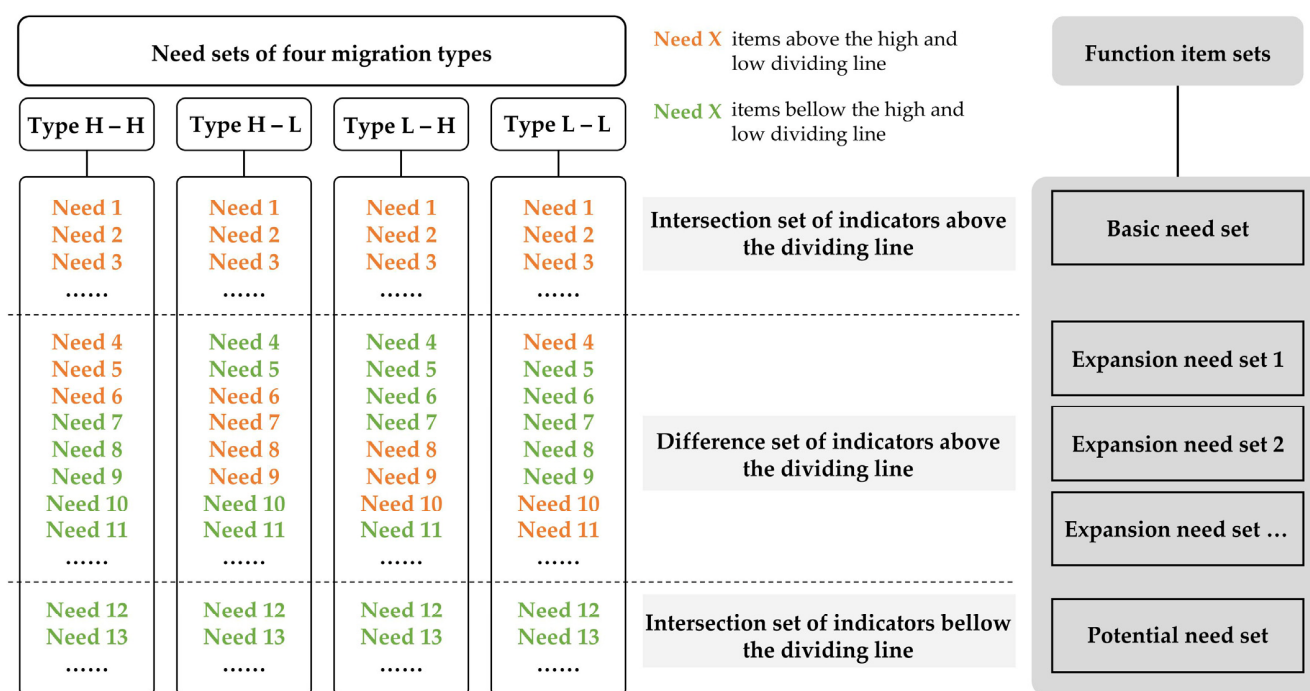 Need sets of four migration types
Need X items above the high and
low dividing line
Need X items bellow the high and
low dividing line
Function item sets
Type H – H
Type H – L
Type L – H
Type L – L
Need 1
Need 2
Need 3
......
Need 1
Need 2
Need 3
......
Need 1
Need 2
Need 3
......
Need 1
Need 2
Need 3
......
Intersection set of indicators above
the dividing line
Basic need set
Need 4
Need 5
Need 6
Need 7
Need 8
Need 9
Need 10
Need 11
......
Need 4
Need 5
Need 6
Need 7
Need 8
Need 9
Need 10
Need 11
......
Need 4
Need 5
Need 6
Need 7
Need 8
Need 9
Need 10
Need 11
......
Need 4
Need 5
Need 6
Need 7
Need 8
Need 9
Need 10
Need 11
......
Difference set of indicators above
the dividing line
Expansion need set 1
Expansion need set 2
Expansion need set ...
Need 12
Need 13
......
Need 12
Need 13
......
Need 12
Need 13
......
Need 12
Need 13
......
Intersection set of indicators bellow
the dividing line
Potential need set